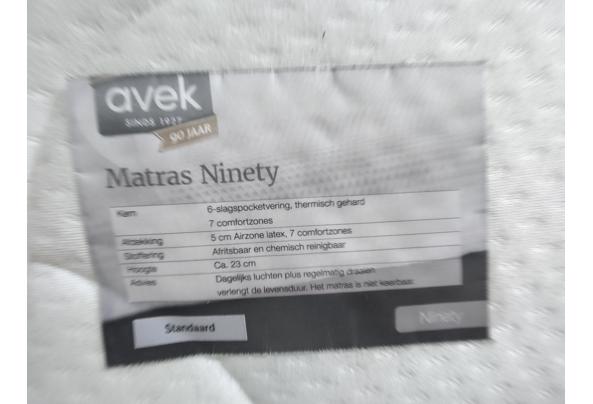 avek
SINDS 1927
90 JAAR
Matras Ninety
Kern 6-slagspocketvering, thermisch gehard
7 comfortzones
Afdekking 5 cm Airzone latex, 7 comfortzones
Stoffering Afritsbaar en chemisch reinigbaar
Hoogte Ca. 23 cm
Advies Dagelijks luchten plus regelmatig draaien
verlengt de levensduur. Het matras is niet keerbaar.
Standaard
Ninety